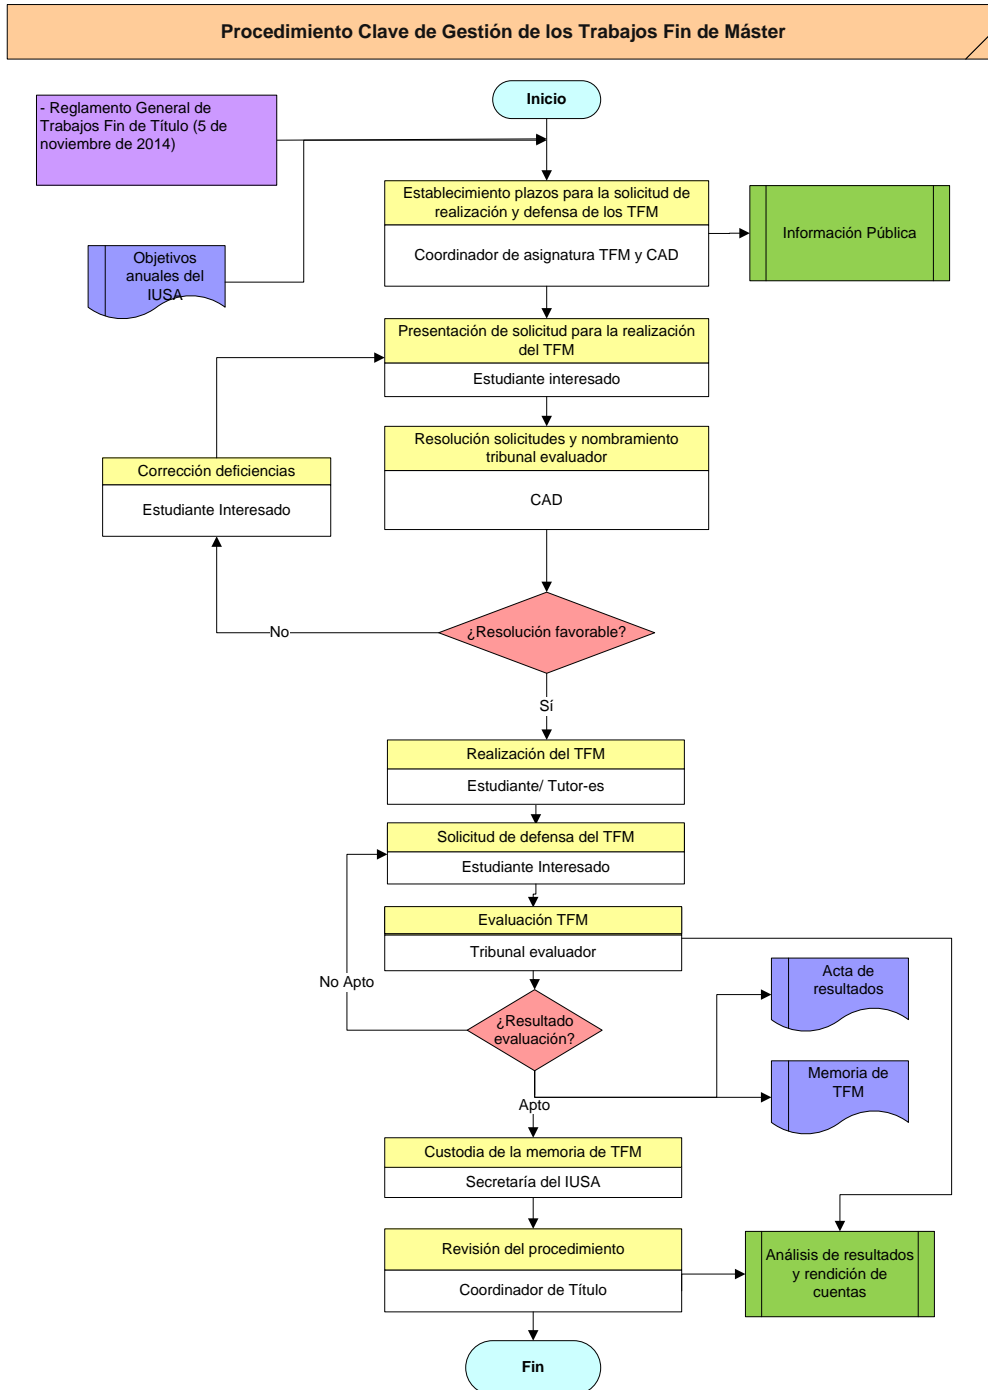 Procedimiento Clave de Gestión de los Trabajos Fin de Máster
Inicio
- Reglamento General de
Trabajos Fin de Título (5 de
noviembre de 2014)
Establecimiento plazos para la solicitud de
realización y defensa de los TFM
Coordinador de asignatura TFM y CAD
Información Pública
Objetivos
anuales del
IUSA
Presentación de solicitud para la realización
del TFM
Estudiante interesado
Resolución solicitudes y nombramiento
tribunal evaluador
CAD
Corrección deficiencias
Estudiante Interesado
¿Resolución favorable?
No
Sí
Realización del TFM
Estudiante/ Tutor-es
Solicitud de defensa del TFM
Estudiante Interesado
Evaluación TFM
Tribunal evaluador
No Apto
¿Resultado
evaluación?
Acta de
resultados
Memoria de
TFM
Apto
Custodia de la memoria de TFM
Secretaría del IUSA
Revisión del procedimiento
Coordinador de Título
Análisis de resultados
y rendición de
cuentas
Fin